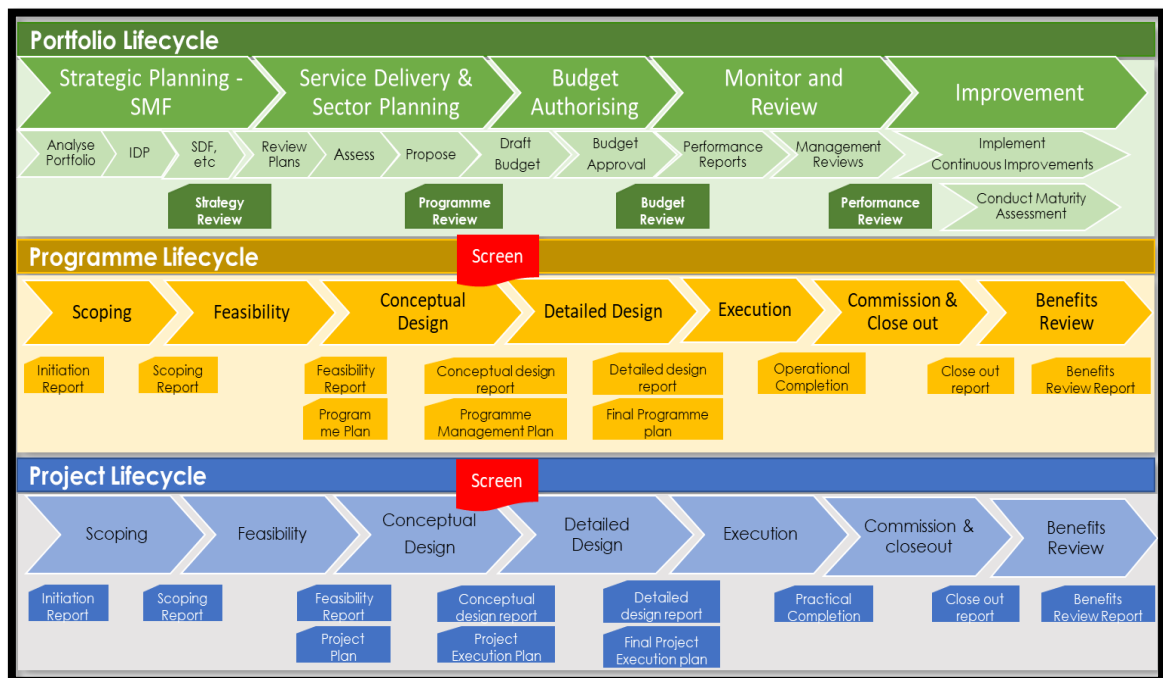 Portfolio Lifecycle
Strategic Planning -
SMF
Service Delivery &
Sector Planning
Budget
Authorising
Monitor and
Review
Improvement
Analyse
Portfolio
IDP
SDF,
etc
Review
Plans
Assess
Propose
Draft
Budget
Budget
Approval
Performance
Reports
Management
Reviews
Implement
Continuous Improvements
Strategy
Review
Programme
Review
Budget
Review
Performance
Review
Conduct Maturity
Assessment
Programme Lifecycle
Screen
Scoping
Feasibility
Conceptual
Design
Detailed Design
Execution
Commission &
Close out
Benefits
Review
Initiation
Report
Scoping
Report
Feasibility
Report
Conceptual design
report
Detailed design
report
Operational
Completion
Close out
report
Benefits
Review Report
Program
me Plan
Programme
Management Plan
Final Programme
plan
Project Lifecycle
Screen
Scoping
Feasibility
Conceptual
Design
Detailed
Design
Execution
Commission &
closeout
Benefits
Review
Initiation
Report
Scoping
Report
Feasibility
Report
Conceptual
design report
Detailed
design report
Practical
Completion
Close out
report
Benefits
Review Report
Project
Plan
Project
Execution Plan
Final Project
Execution plan